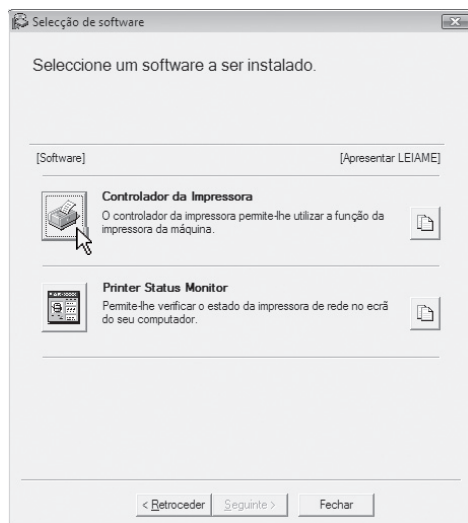 Selecção de software
Seleccione um software a ser instalado.
[Software] [Apresentar LEIAME]
Controlador da Impressora
O controlador da impressora permite-lhe utilizar a função da
impressora da máquina.
Printer Status Monitor
Permite-lhe verificar o estado da impressora de rede no ecrã
do seu computador.
< Retroceder Seguinte > Fechar